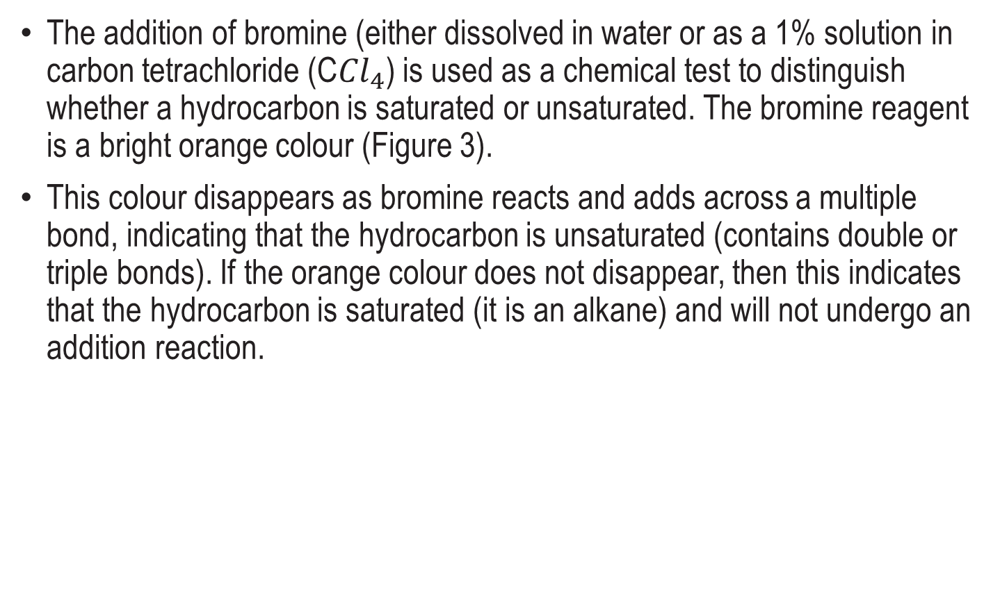 • The addition of bromine (either dissolved in water or as a 1% solution in
carbon tetrachloride (C𝐶𝑙₄) is used as a chemical test to distinguish
whether a hydrocarbon is saturated or unsaturated. The bromine reagent
is a bright orange colour (Figure 3).
• This colour disappears as bromine reacts and adds across a multiple
bond, indicating that the hydrocarbon is unsaturated (contains double or
triple bonds). If the orange colour does not disappear, then this indicates
that the hydrocarbon is saturated (it is an alkane) and will not undergo an
addition reaction.